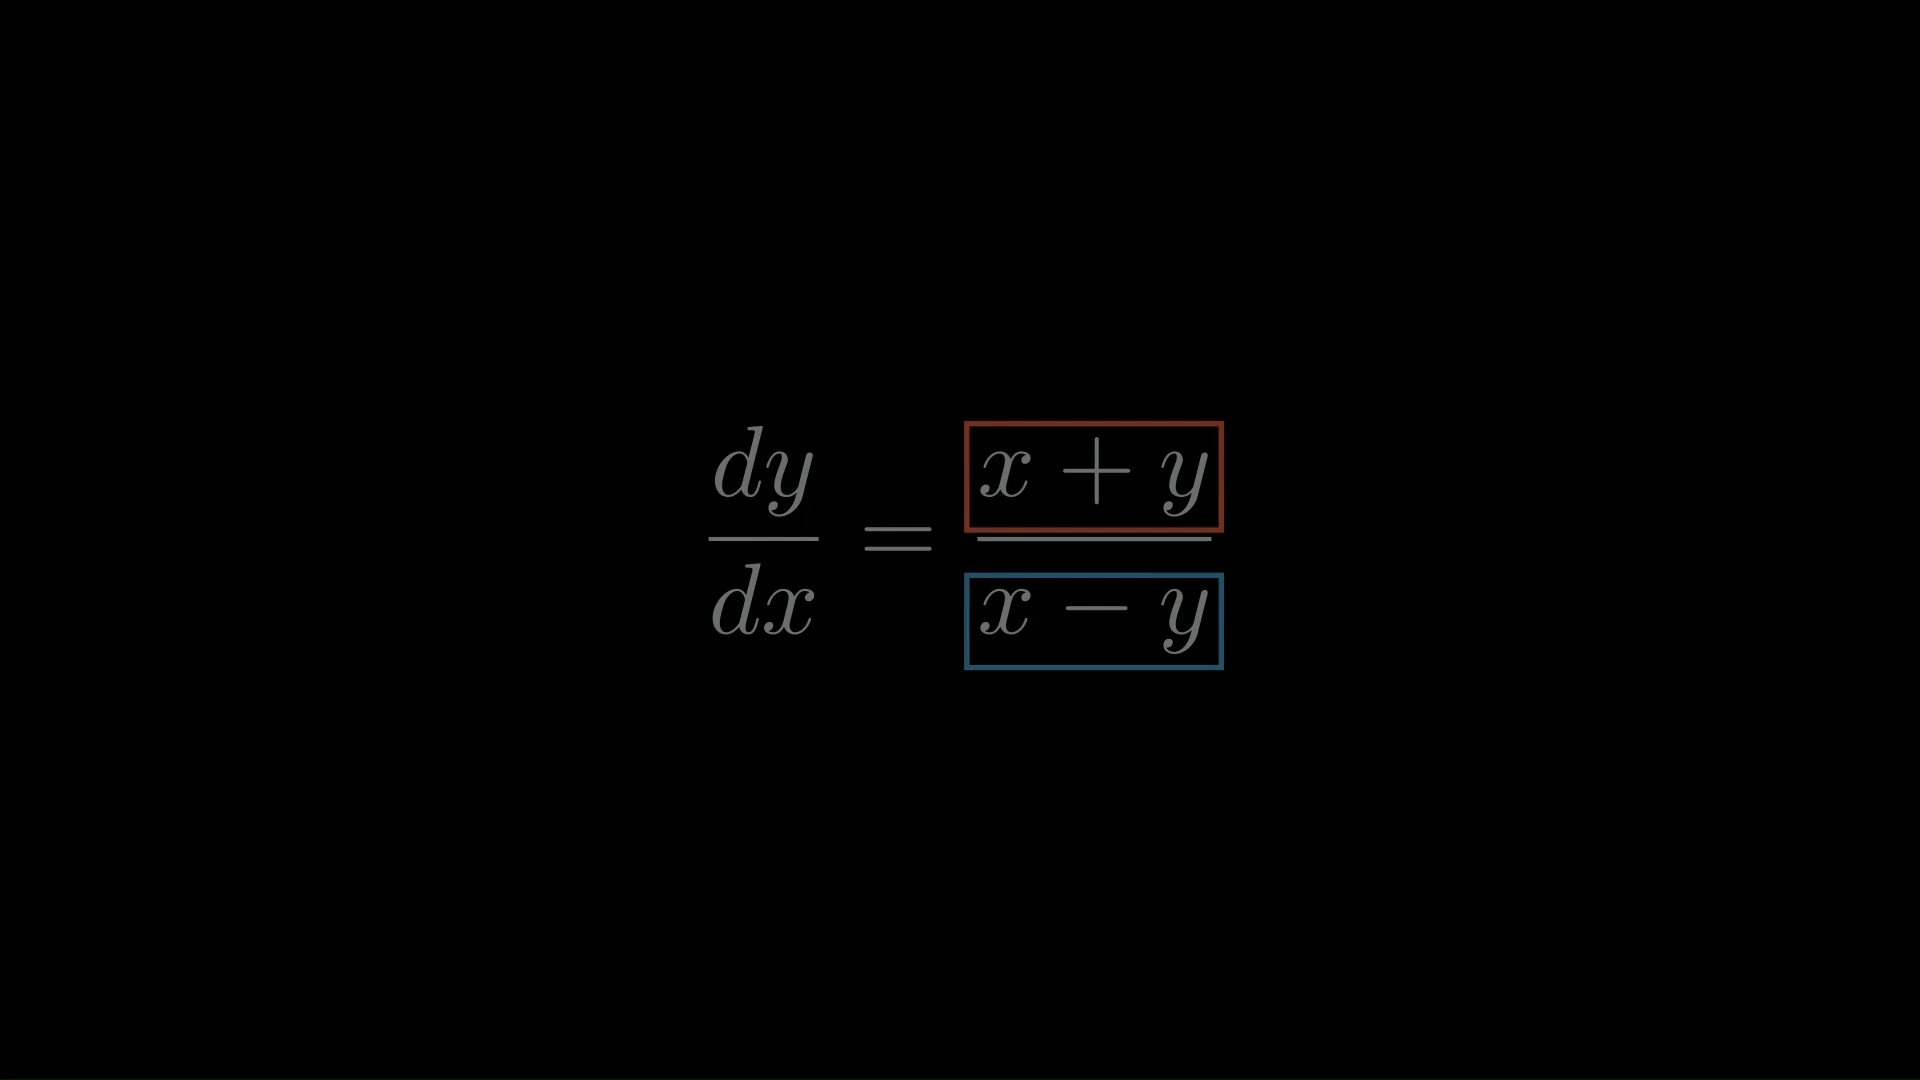 dy/dx = (x + y)/(x − y)